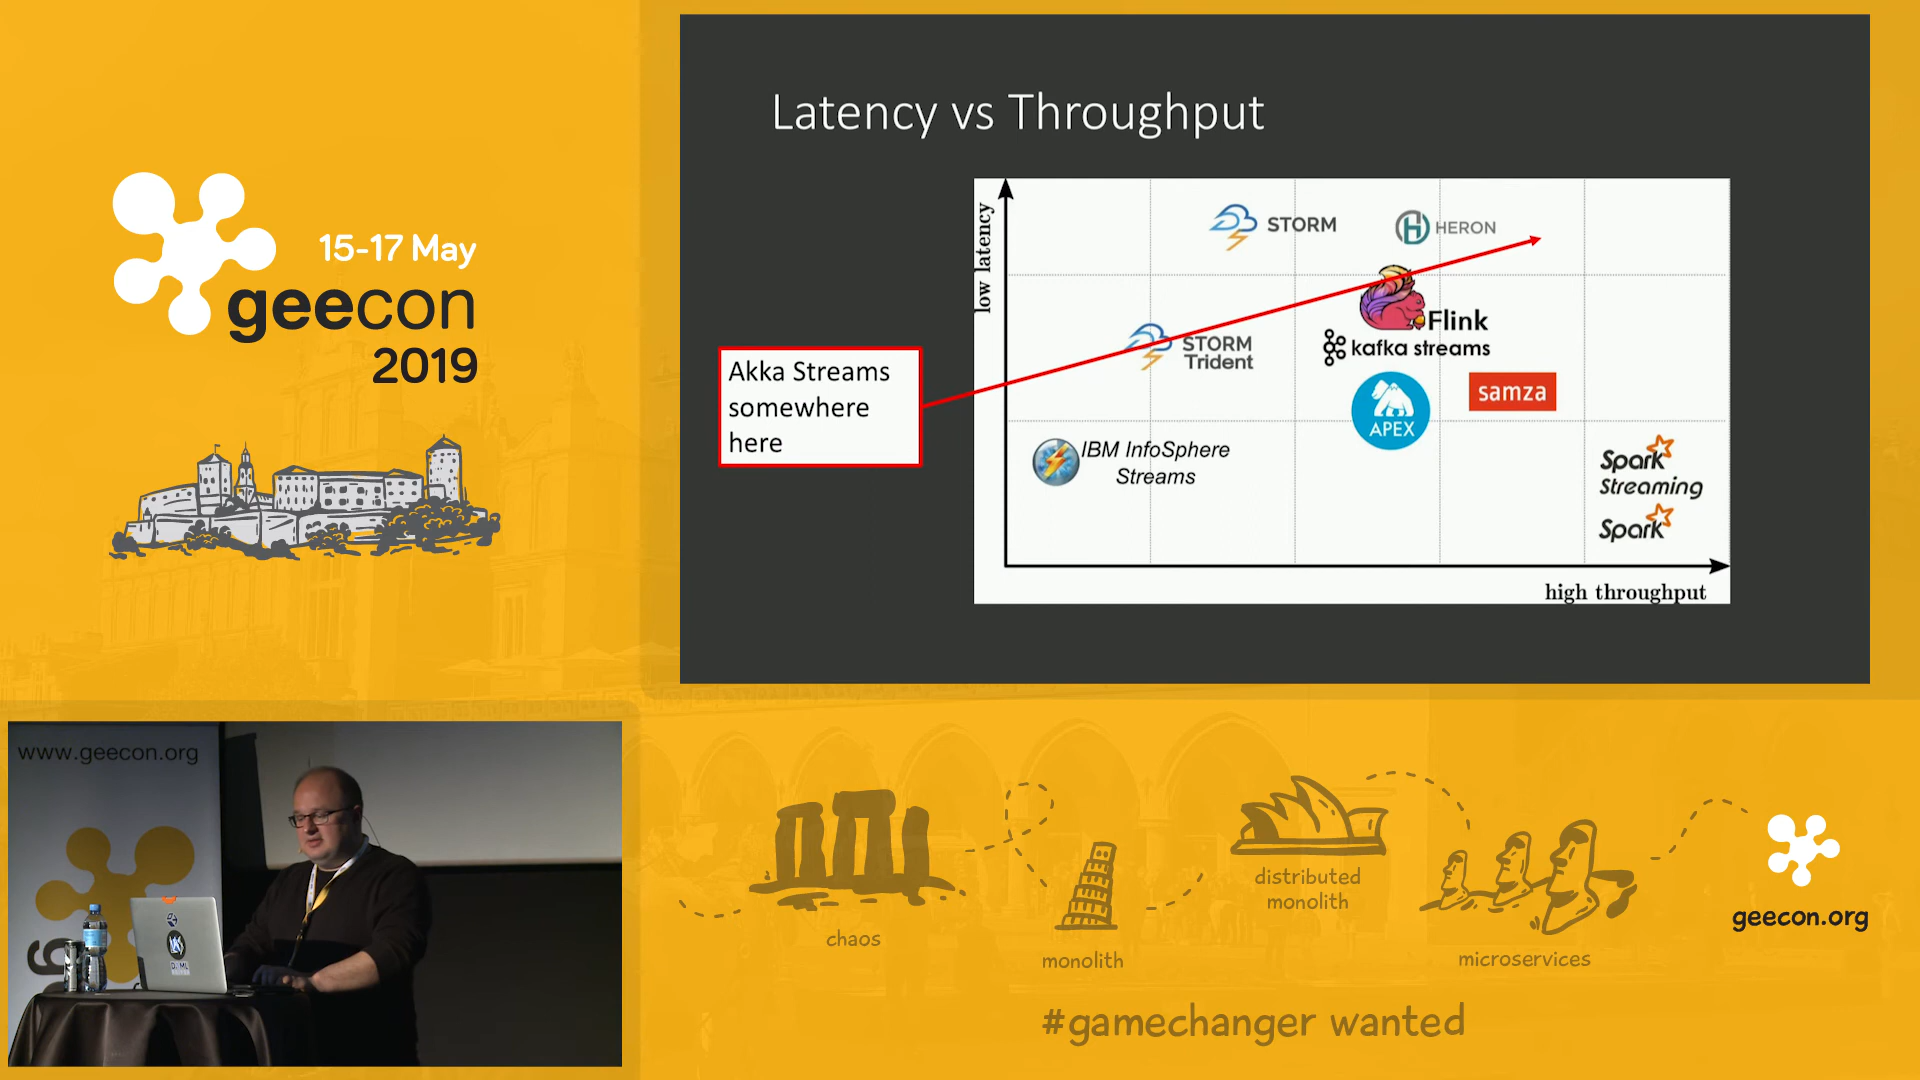 15-17 May
geecon
2019
Latency vs Throughput
low latency
STORM
HERON
Flink
STORM
Trident
kafka streams
Akka Streams
somewhere
here
samza
APEX
IBM InfoSphere
Streams
Spark
Streaming
Spark
high throughput
www.geecon.org
chaos
monolith
distributed
monolith
microservices
geecon.org
#gamechanger wanted